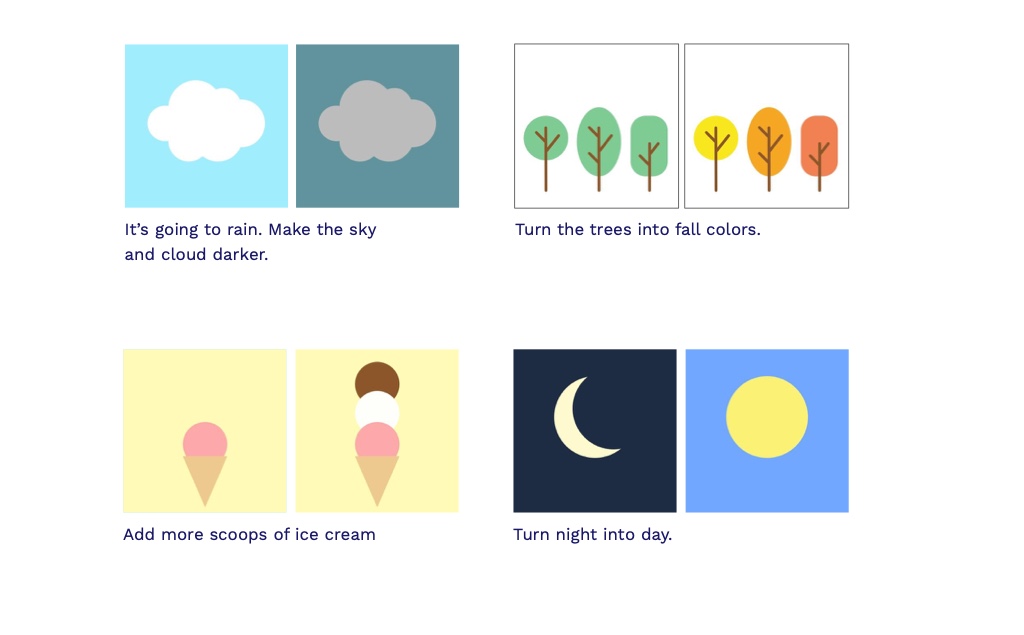 It’s going to rain. Make the sky
and cloud darker.
Turn the trees into fall colors.
Add more scoops of ice cream
Turn night into day.